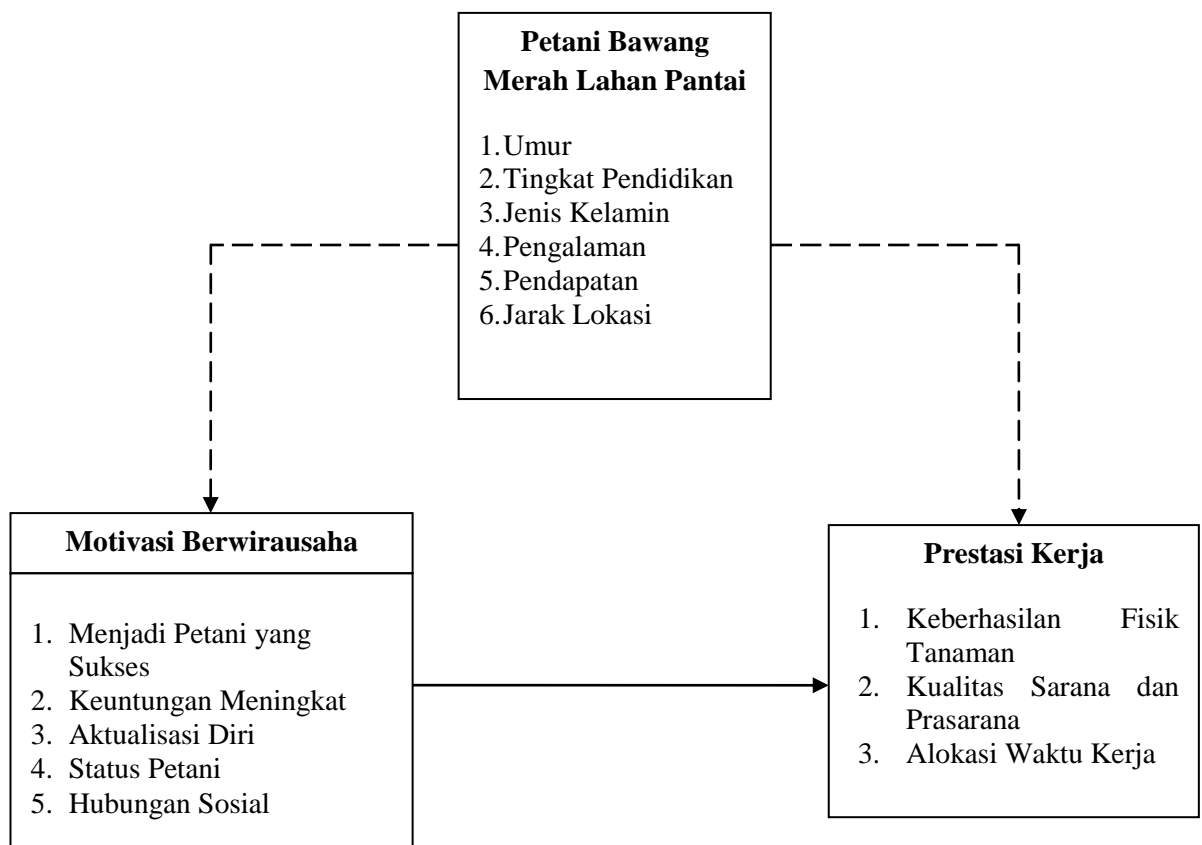 Petani Bawang
Merah Lahan Pantai
1. Umur
2. Tingkat Pendidikan
3. Jenis Kelamin
4. Pengalaman
5. Pendapatan
6. Jarak Lokasi
Motivasi Berwirausaha
1. Menjadi Petani yang
Sukses
2. Keuntungan Meningkat
3. Aktualisasi Diri
4. Status Petani
5. Hubungan Sosial
Prestasi Kerja
1. Keberhasilan Fisik
Tanaman
2. Kualitas Sarana dan
Prasarana
3. Alokasi Waktu Kerja